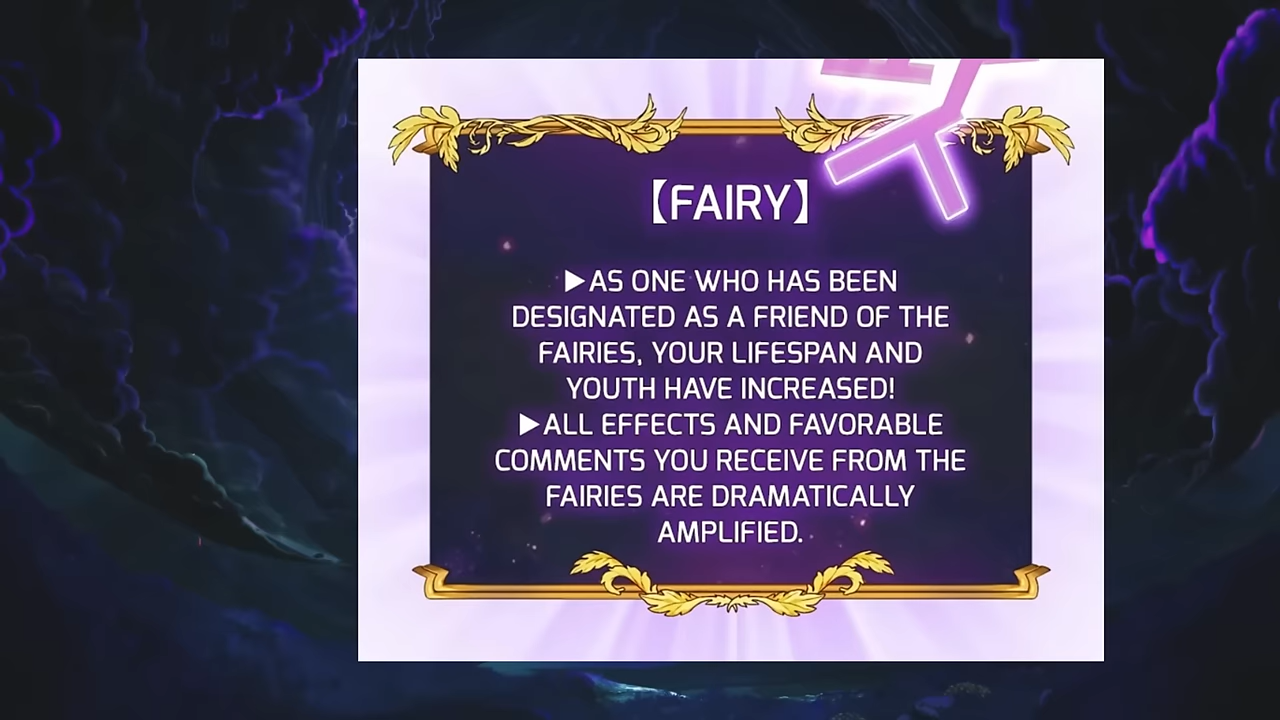 【FAIRY】
▶AS ONE WHO HAS BEEN
DESIGNATED AS A FRIEND OF THE
FAIRIES, YOUR LIFESPAN AND
YOUTH HAVE INCREASED!
▶ALL EFFECTS AND FAVORABLE
COMMENTS YOU RECEIVE FROM THE
FAIRIES ARE DRAMATICALLY
AMPLIFIED.